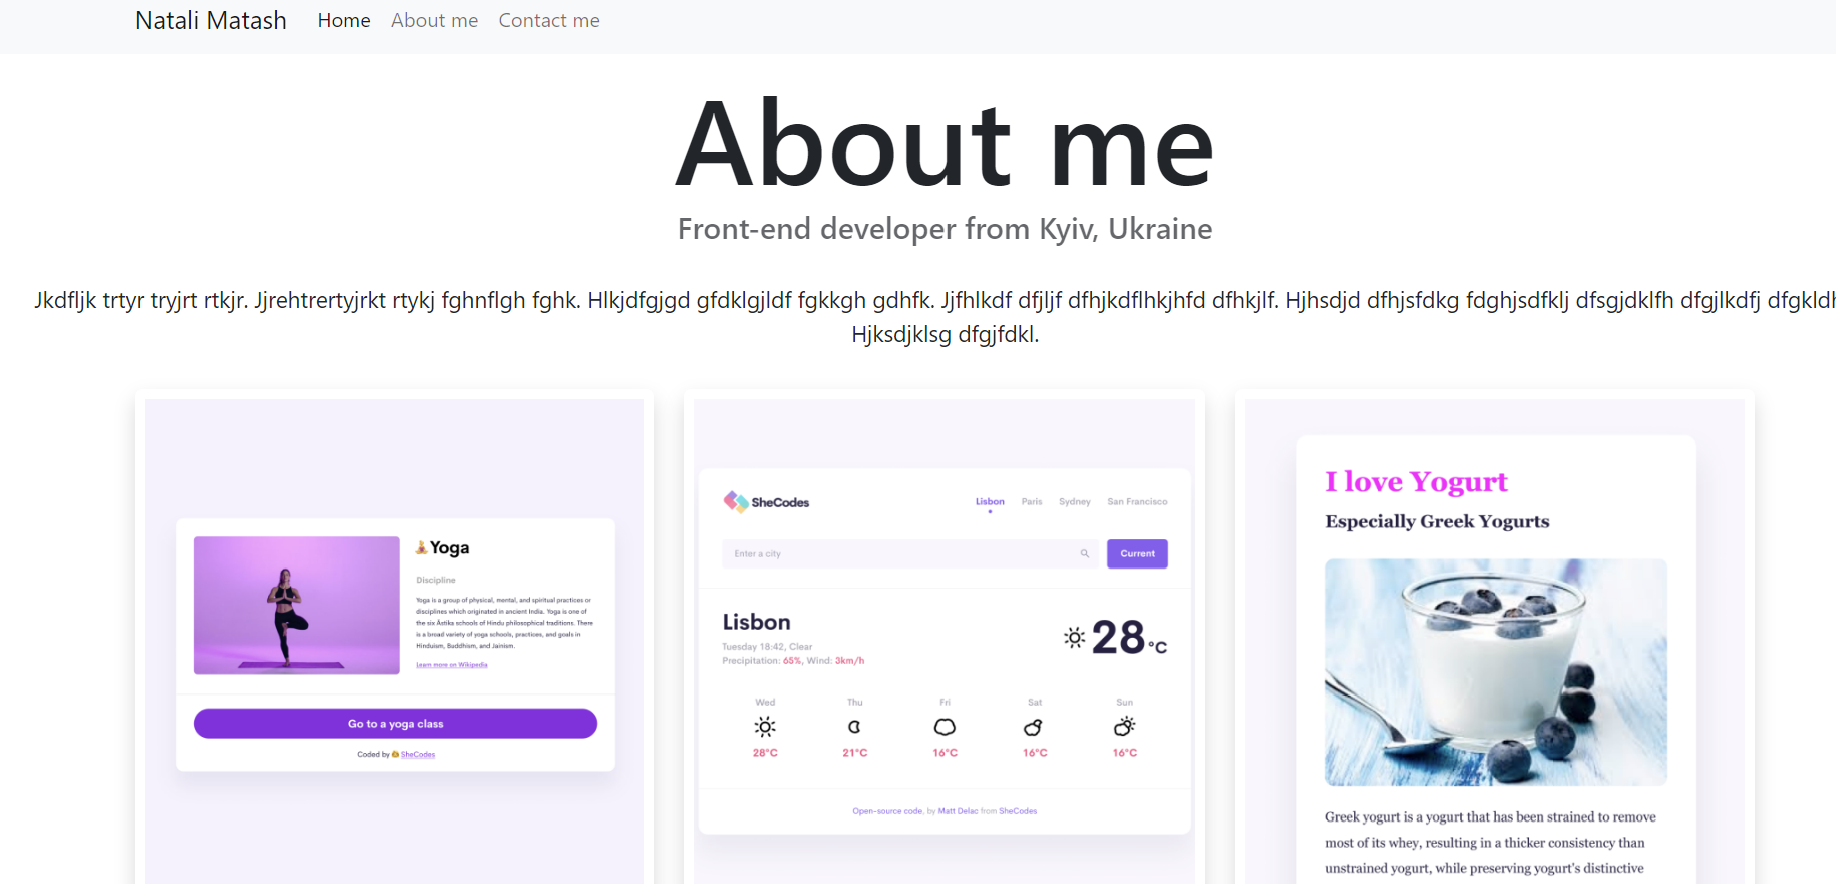 Natali Matash Home About me Contact me
About me
Front-end developer from Kyiv, Ukraine
Jkdfljk trtyr tryjrt rtkjr. Jjrehtrertyjrkt rtykj fghnflgh fghk. Hlkjdfgjgd gfdklgjldf fgkkgh gdhfk. Jjfhlkdf dfjljf dfhjkdflhkjhfd dfhkjlf. Hjhsdjd dfhjsfdkg fdghjsdfklj dfsgjdklfh dfgjlkdfj
Hjksdjklsg dfgjfdkl.
Yoga
Discipline
Yoga is a group of physical, mental, and spiritual practices or
disciplines which originated in ancient India. Yoga is one of
the six Āstika schools of Hindu philosophical traditions. There
is a broad variety of yoga schools, practices, and goals in
Hinduism, Buddhism, and Jainism.
Learn more on Wikipedia
Go to a yoga class
Coded by SheCodes
SheCodes Lisbon Paris Sydney San Francisco
Enter a city Current
Lisbon
Tuesday 18:42, Clear
Precipitation: 65%, Wind: 3km/h
28°C
Wed Thu Fri Sat Sun
28°C 21°C 16°C 16°C 16°C
Open-source code, by Matt Delac from SheCodes
I love Yogurt
Especially Greek Yogurts
Greek yogurt is a yogurt that has been strained to remove
most of its whey, resulting in a thicker consistency than
unstrained yogurt, while preserving yogurt's distinctive